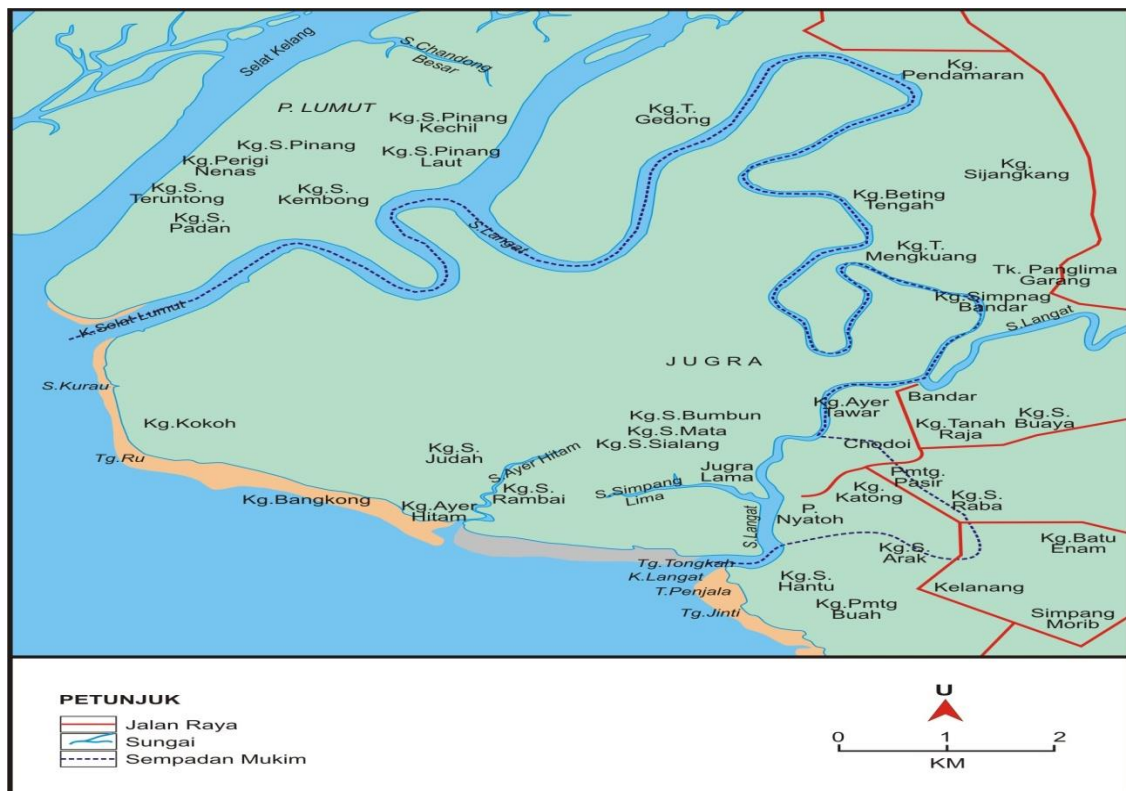 Selat Kelang
S.Chandong
Besar
Kg.
Pendamaran
P. LUMUT
Kg.S.Pinang
Kechil
Kg.T.
Gedong
Kg.S.Pinang
Kg.S.Pinang
Laut
Kg.Perigi
Nenas
Kg.
Sijangkang
Kg.S.
Teruntong
Kg.S.
Kembong
Kg.Beting
Tengah
Kg.S.
Padan
S.Langat
Kg.T.
Mengkuang
Tk. Panglima
Garang
K.Selat Lumut
Kg.Simpnag
Bandar
S.Langat
JUGRA
S.Kurau
Kg.Ayer
Tawar
Bandar
Kg.Kokoh
Kg.S.Bumbun
Kg.Tanah
Raja
Kg.S.
Buaya
Kg.S.Mata
Kg.S.Sialang
Chodoi
Tg.Ru
Kg.S.
Judah
S.Ayer Hitam
Jugra
Lama
Pmtg.
Pasir
Kg.Bangkong
Kg.Ayer
Hitam
Kg.S.
Rambai
S.Simpang
Lima
Kg.
Katong
Kg.S.
Raba
P.
Nyatoh
S.Langat
Kg.S.
Arak
Kg.Batu
Enam
Tg.Tongkah
K.Langat
T.Penjala
Tg.Jinti
Kg.S.
Hantu
Kelanang
Kg.Pmtg
Buah
Simpang
Morib
PETUNJUK
Jalan Raya
Sungai
Sempadan Mukim
U
0 1 2
KM